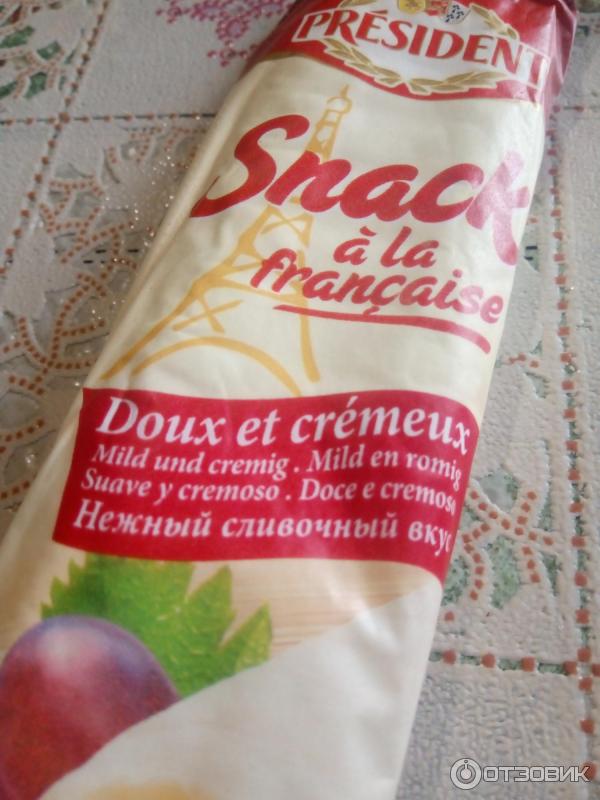 PRÉSIDENT
Snack
à la
française
Doux et crémeux
Mild und cremig . Mild en romig
Suave y cremoso . Doce e cremoso
Нежный сливочный вкус
ОТЗОВИК